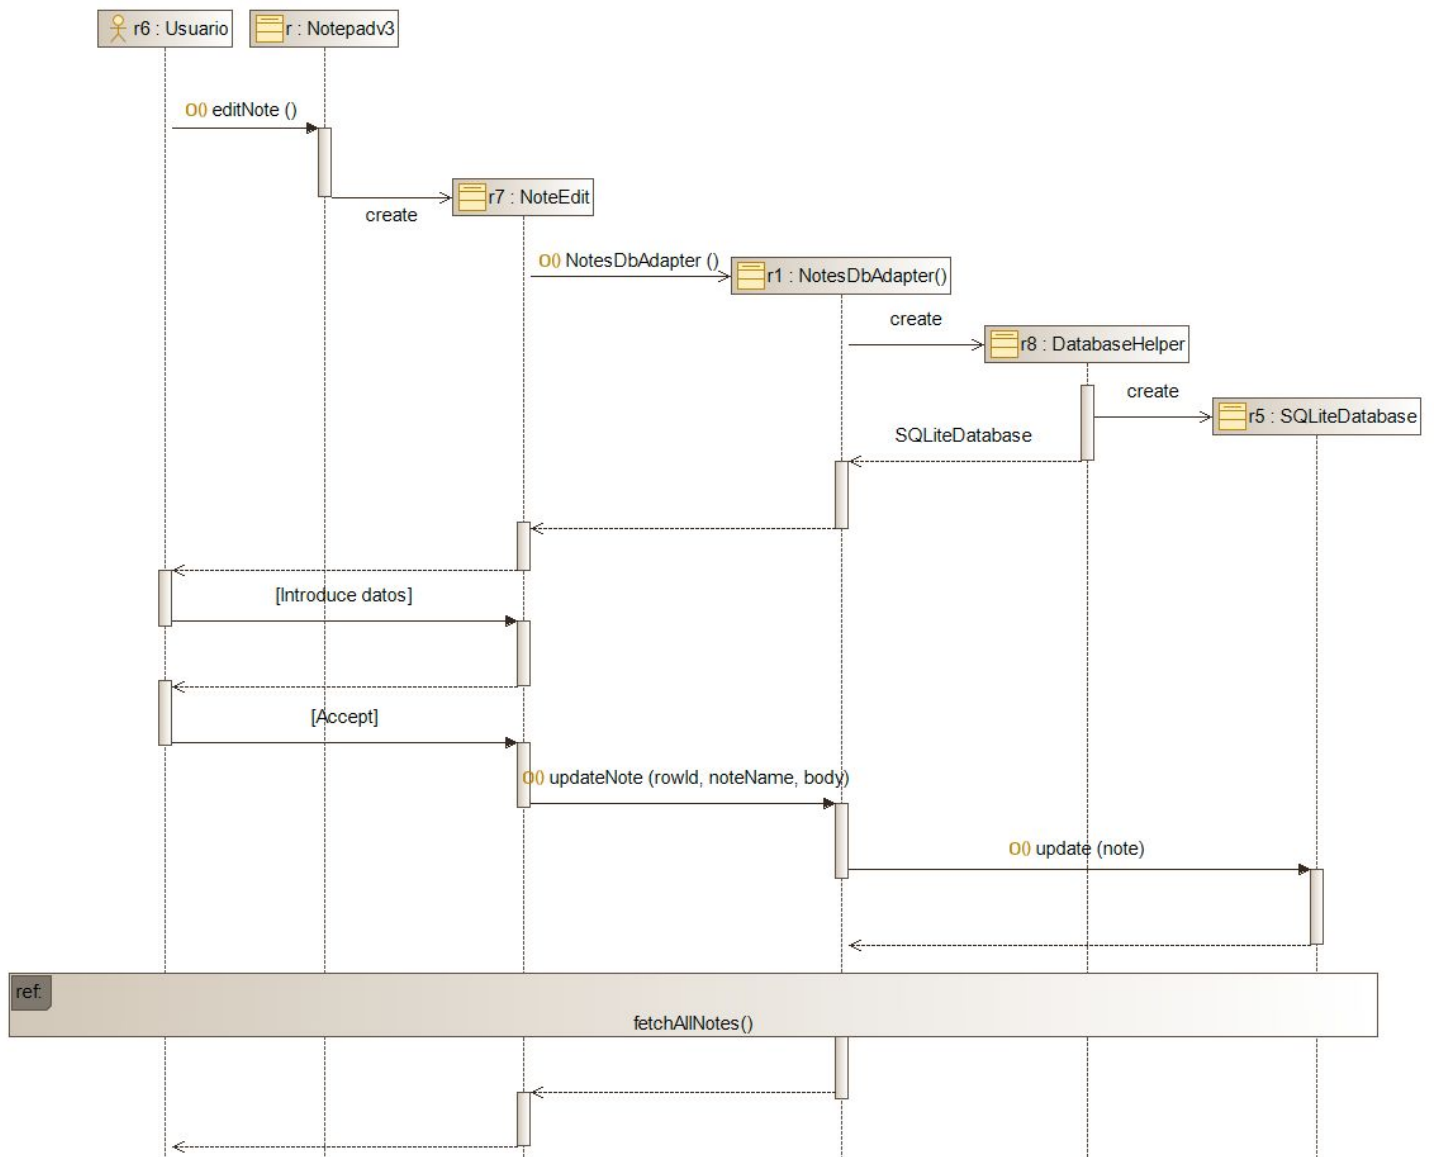 r6 : Usuario
r : Notepadv3
O() editNote ()
create
r7 : NoteEdit
O() NotesDbAdapter ()
r1 : NotesDbAdapter()
create
r8 : DatabaseHelper
create
r5 : SQLiteDatabase
SQLiteDatabase
[Introduce datos]
[Accept]
O() updateNote (rowId, noteName, body)
O() update (note)
ref:
fetchAllNotes()